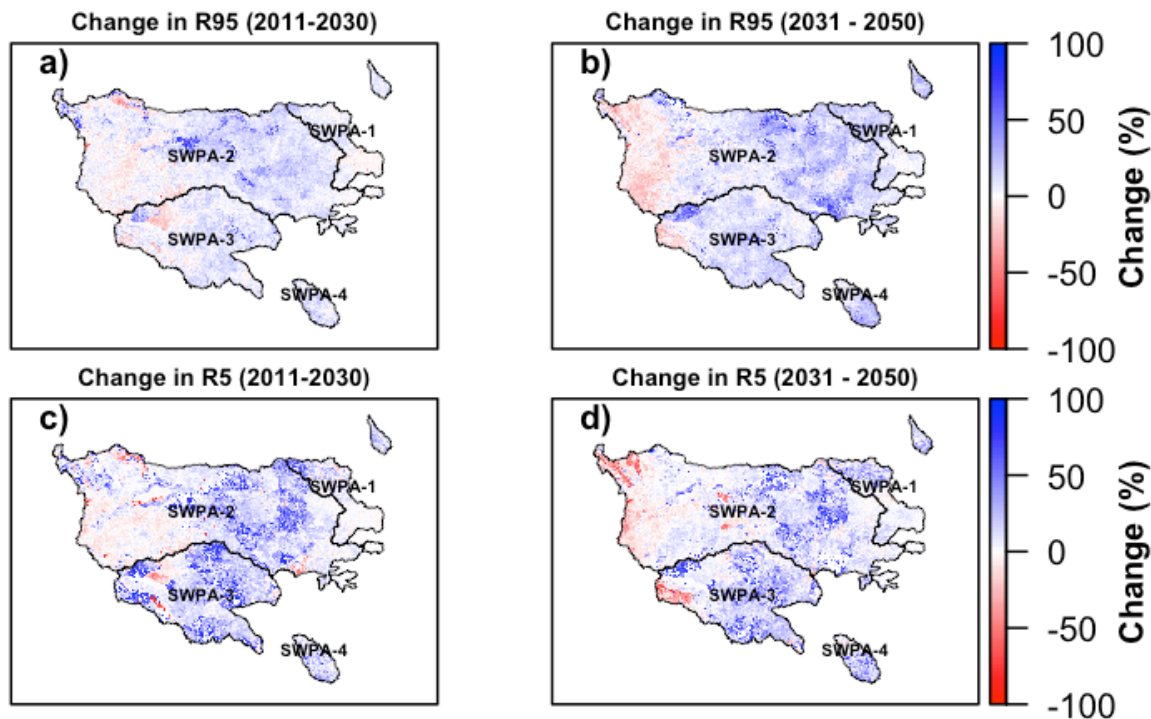 Change in R95 (2011-2030)
Change in R95 (2031 - 2050)
a)
SWPA-1
SWPA-2
SWPA-3
SWPA-4
b)
SWPA-1
SWPA-2
SWPA-3
SWPA-4
100
50
0
-50
-100
Change (%)
Change in R5 (2011-2030)
Change in R5 (2031 - 2050)
c)
SWPA-1
SWPA-2
SWPA-3
SWPA-4
d)
SWPA-1
SWPA-2
SWPA-3
SWPA-4
100
50
0
-50
-100
Change (%)